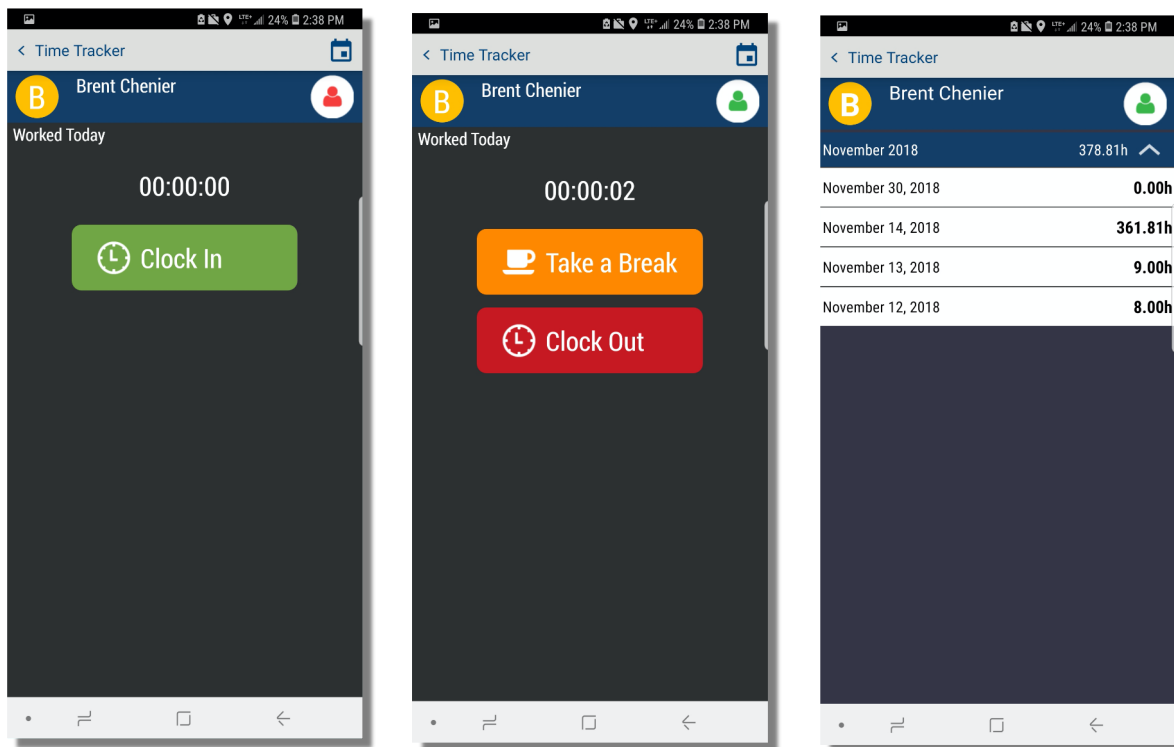 LTE+ 24% 2:38 PM
< Time Tracker
B Brent Chenier
Worked Today
00:00:00
Clock In
LTE+ 24% 2:38 PM
< Time Tracker
B Brent Chenier
Worked Today
00:00:02
Take a Break
Clock Out
LTE+ 24% 2:38 PM
< Time Tracker
B Brent Chenier
November 2018 378.81h
November 30, 2018 0.00h
November 14, 2018 361.81h
November 13, 2018 9.00h
November 12, 2018 8.00h